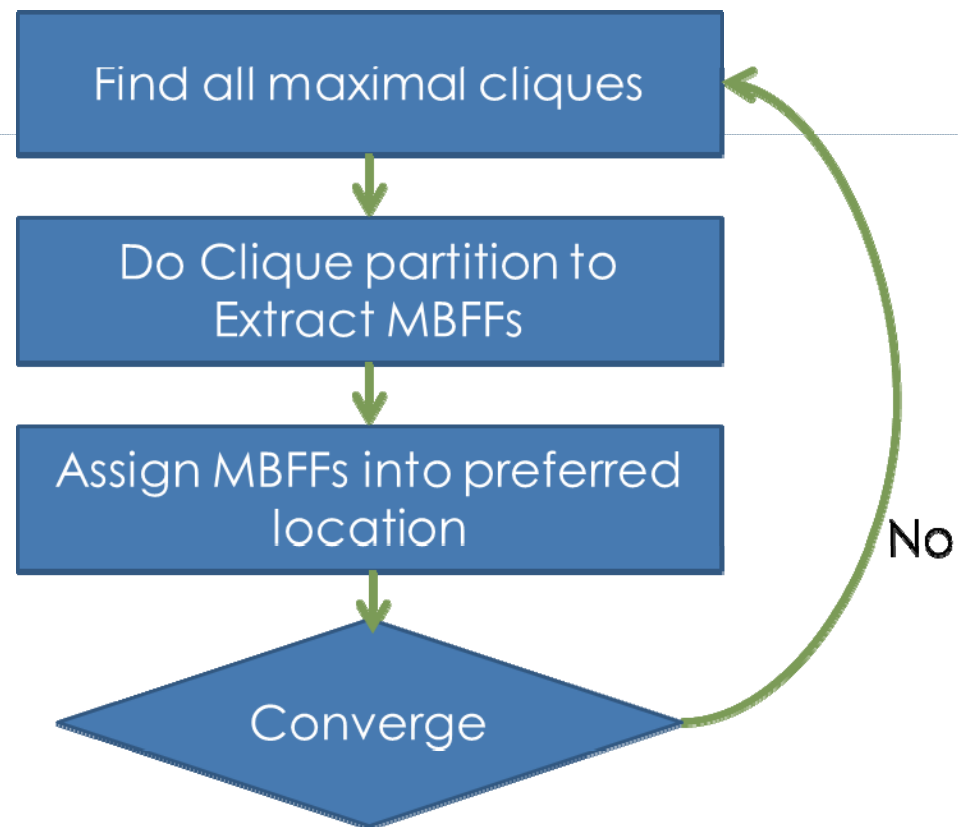 Find all maximal cliques
Do Clique partition to
Extract MBFFs
Assign MBFFs into preferred
location
No
Converge